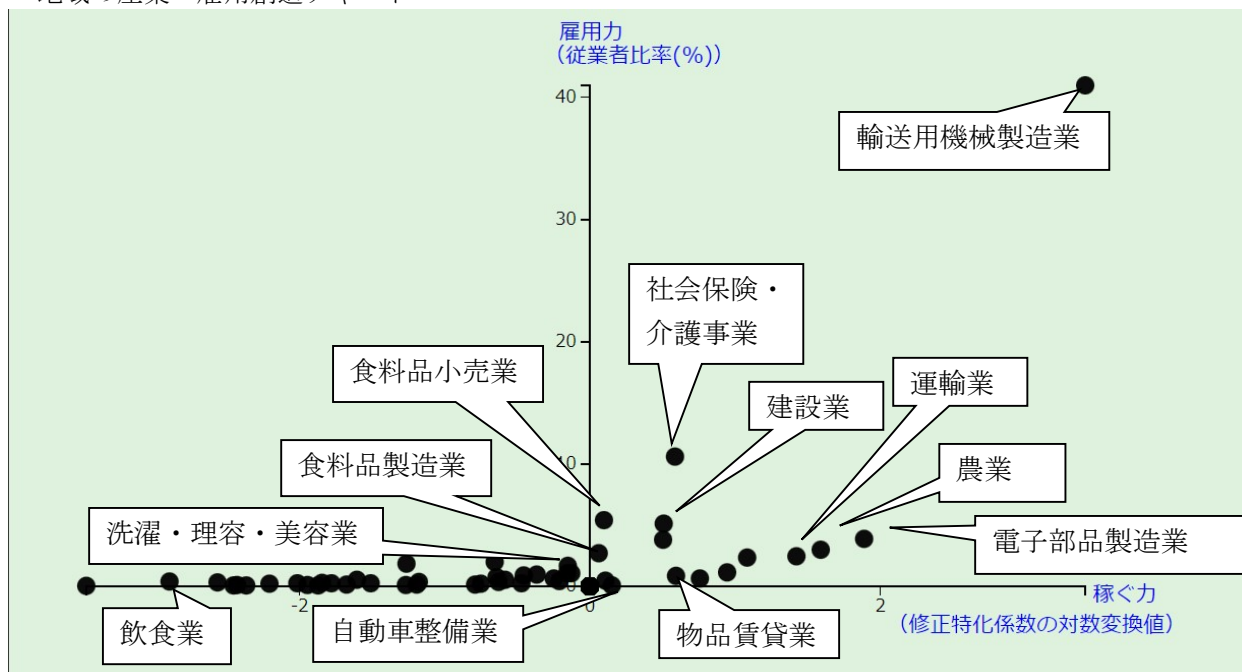 雇用力
（従業者比率(％)）
40
輸送用機械製造業
30
社会保険・
介護事業
20
食料品小売業
運輸業
建設業
食料品製造業
農業
洗濯・理容・美容業
電子部品製造業
-2
0
2
稼ぐ力
（修正特化係数の対数変換値）
飲食業
自動車整備業
物品賃貸業